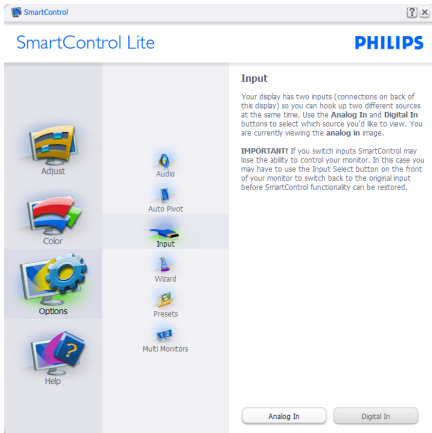 SmartControl
SmartControl Lite
PHILIPS
Adjust
Color
Options
Help
Audio
Auto Pivot
Input
Wizard
Presets
Multi Monitors
Input
Your display has two inputs (connections on back of
this display) so you can hook up two different sources
at the same time. Use the Analog In and Digital In
buttons to select which source you'd like to view. You
are currently viewing the analog in image.
IMPORTANT! If you switch inputs SmartControl may
lose the ability to control your monitor. In this case you
may have to use the Input Select button on the front
of your monitor to switch back to the original input
before SmartControl functionality can be restored.
Analog In
Digital In